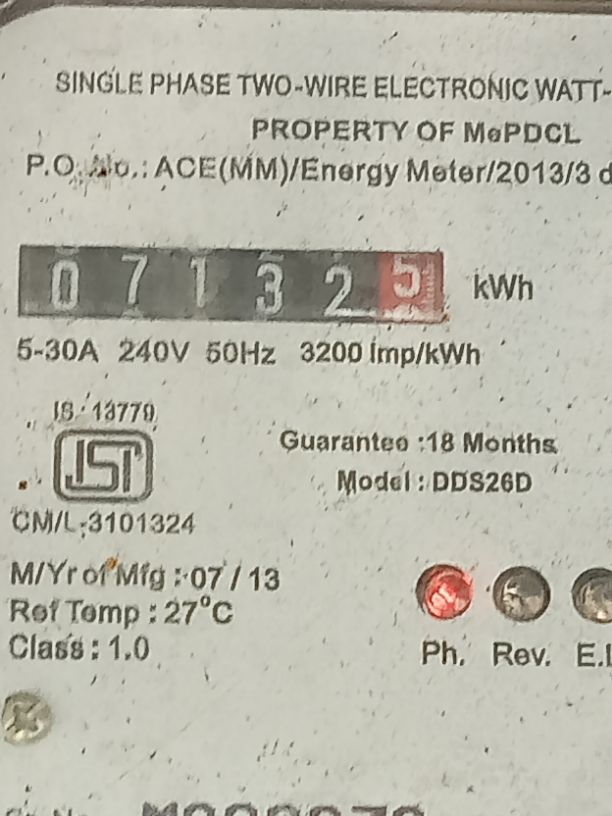 SINGLE PHASE TWO-WIRE ELECTRONIC WATT-
PROPERTY OF MePDCL
P.O. No.: ACE(MM)/Energy Meter/2013/3 d
0 7 1 3 2 5 kWh
5-30A 240V 50Hz 3200 imp/kWh
IS: 13779
ISI
Guarantee :18 Months
Model : DDS26D
CM/L-3101324
M/Yr of Mfg : 07 / 13
Ref Temp : 27°C
Class : 1.0
Ph. Rev. E.L